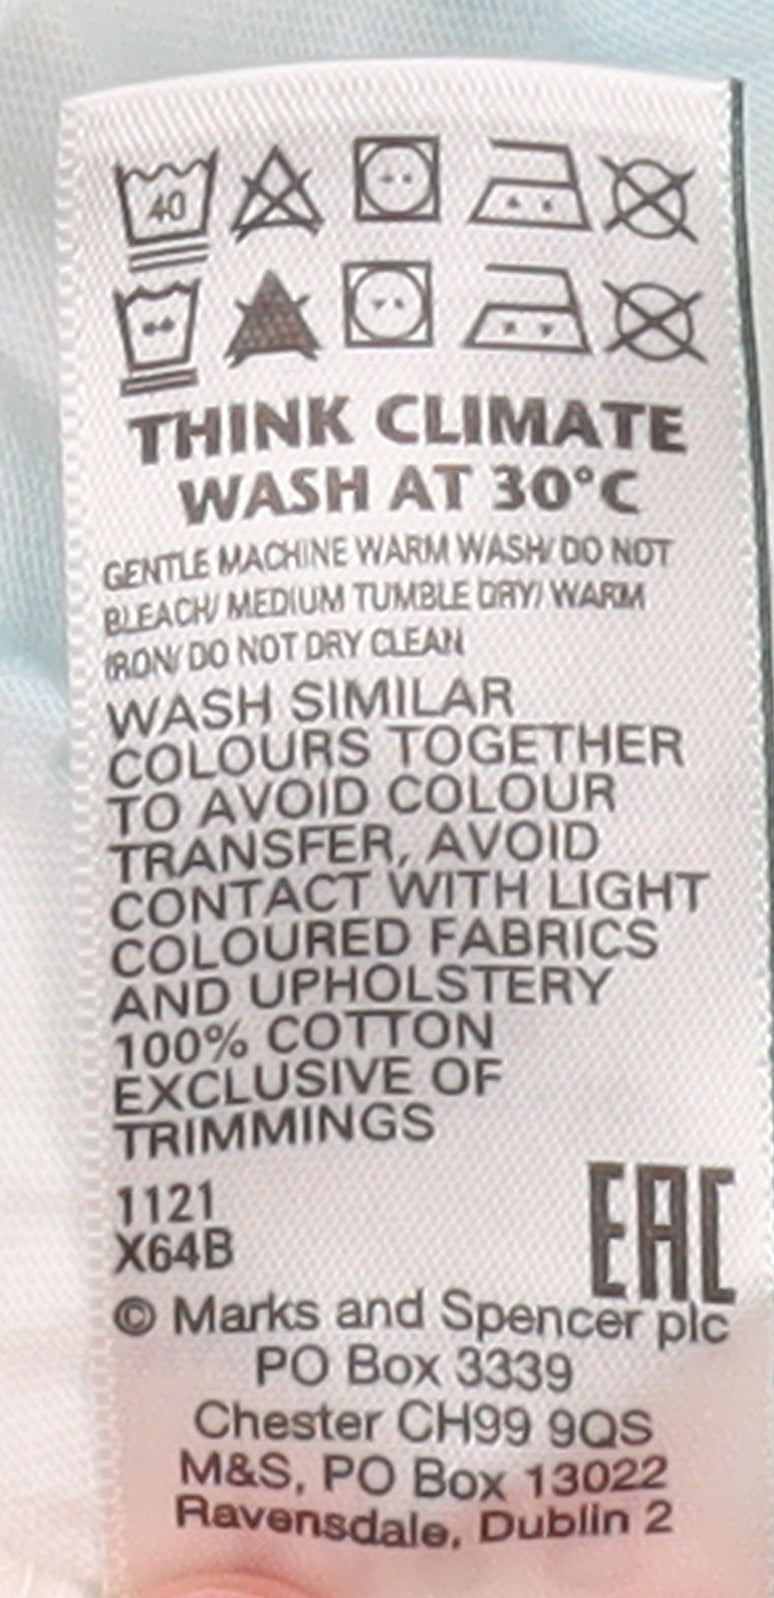 40
THINK CLIMATE
WASH AT 30°C
GENTLE MACHINE WARM WASH/ DO NOT
BLEACH/ MEDIUM TUMBLE DRY/ WARM
IRON/ DO NOT DRY CLEAN
WASH SIMILAR
COLOURS TOGETHER
TO AVOID COLOUR
TRANSFER, AVOID
CONTACT WITH LIGHT
COLOURED FABRICS
AND UPHOLSTERY
100% COTTON
EXCLUSIVE OF
TRIMMINGS
1121
X64B
EAC
© Marks and Spencer plc
PO Box 3339
Chester CH99 9QS
M&S, PO Box 13022
Ravensdale, Dublin 2